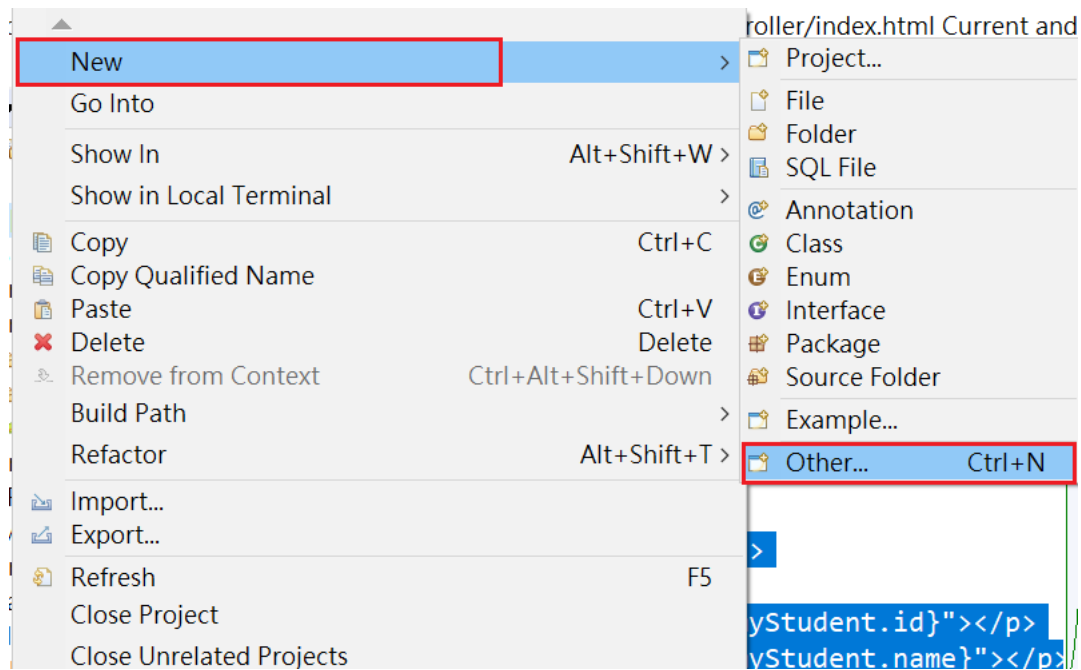 roller/index.html Current and
New
Go Into
Show In Alt+Shift+W
Show in Local Terminal
Copy Ctrl+C
Copy Qualified Name
Paste Ctrl+V
Delete Delete
Remove from Context Ctrl+Alt+Shift+Down
Build Path
Refactor Alt+Shift+T
Import...
Export...
Refresh F5
Close Project
Close Unrelated Projects
Project...
File
Folder
SQL File
Annotation
Class
Enum
Interface
Package
Source Folder
Example...
Other... Ctrl+N
>
yStudent.id}"></p>
yStudent.name}"></p>